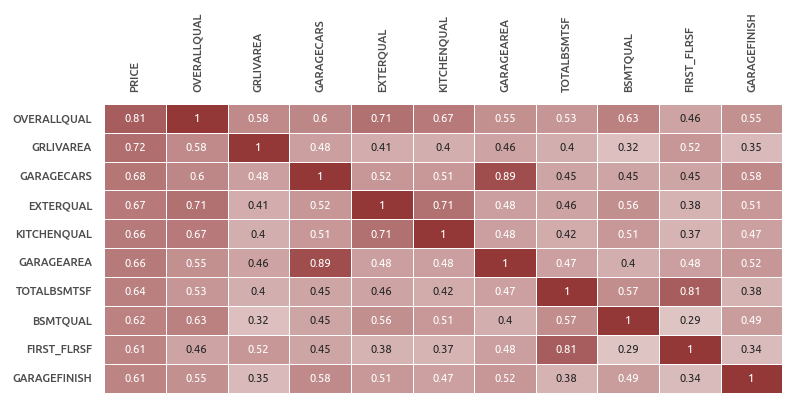 PRICE OVERALLQUAL GRLIVAREA GARAGECARS EXTERQUAL KITCHENQUAL GARAGEAREA TOTALBSMTSF BSMTQUAL FIRST_FLRSF GARAGEFINISH
OVERALLQUAL 0.81 1 0.58 0.6 0.71 0.67 0.55 0.53 0.63 0.46 0.55
GRLIVAREA 0.72 0.58 1 0.48 0.41 0.4 0.46 0.4 0.32 0.52 0.35
GARAGECARS 0.68 0.6 0.48 1 0.52 0.51 0.89 0.45 0.45 0.45 0.58
EXTERQUAL 0.67 0.71 0.41 0.52 1 0.71 0.48 0.46 0.56 0.38 0.51
KITCHENQUAL 0.66 0.67 0.4 0.51 0.71 1 0.48 0.42 0.51 0.37 0.47
GARAGEAREA 0.66 0.55 0.46 0.89 0.48 0.48 1 0.47 0.4 0.48 0.52
TOTALBSMTSF 0.64 0.53 0.4 0.45 0.46 0.42 0.47 1 0.57 0.81 0.38
BSMTQUAL 0.62 0.63 0.32 0.45 0.56 0.51 0.4 0.57 1 0.29 0.49
FIRST_FLRSF 0.61 0.46 0.52 0.45 0.38 0.37 0.48 0.81 0.29 1 0.34
GARAGEFINISH 0.61 0.55 0.35 0.58 0.51 0.47 0.52 0.38 0.49 0.34 1